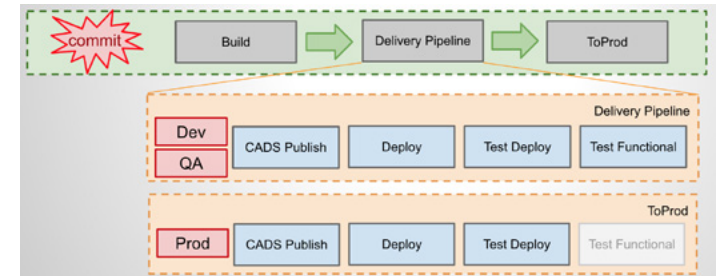 commit
Build
Delivery Pipeline
ToProd
Delivery Pipeline
Dev
QA
CADS Publish
Deploy
Test Deploy
Test Functional
ToProd
Prod
CADS Publish
Deploy
Test Deploy
Test Functional